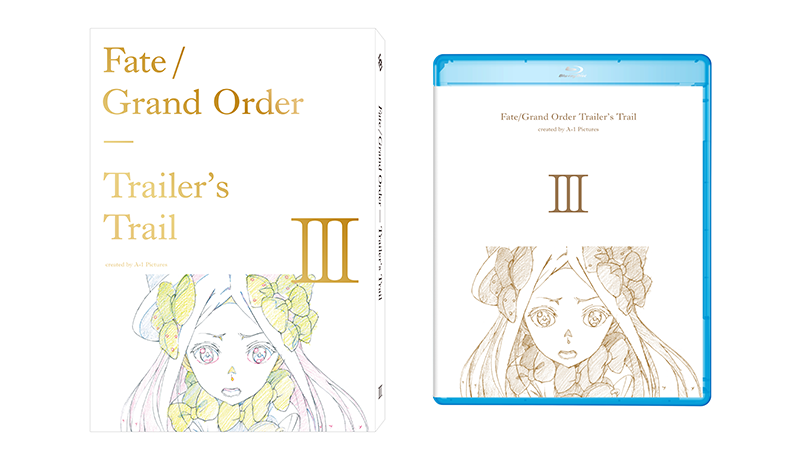 Fate/
Grand Order
—
Trailer's
Trail
III
created by A-1 Pictures
Fate/Grand Order — Trailer's Trail
III
Fate/Grand Order Trailer's Trail
created by A-1 Pictures
III